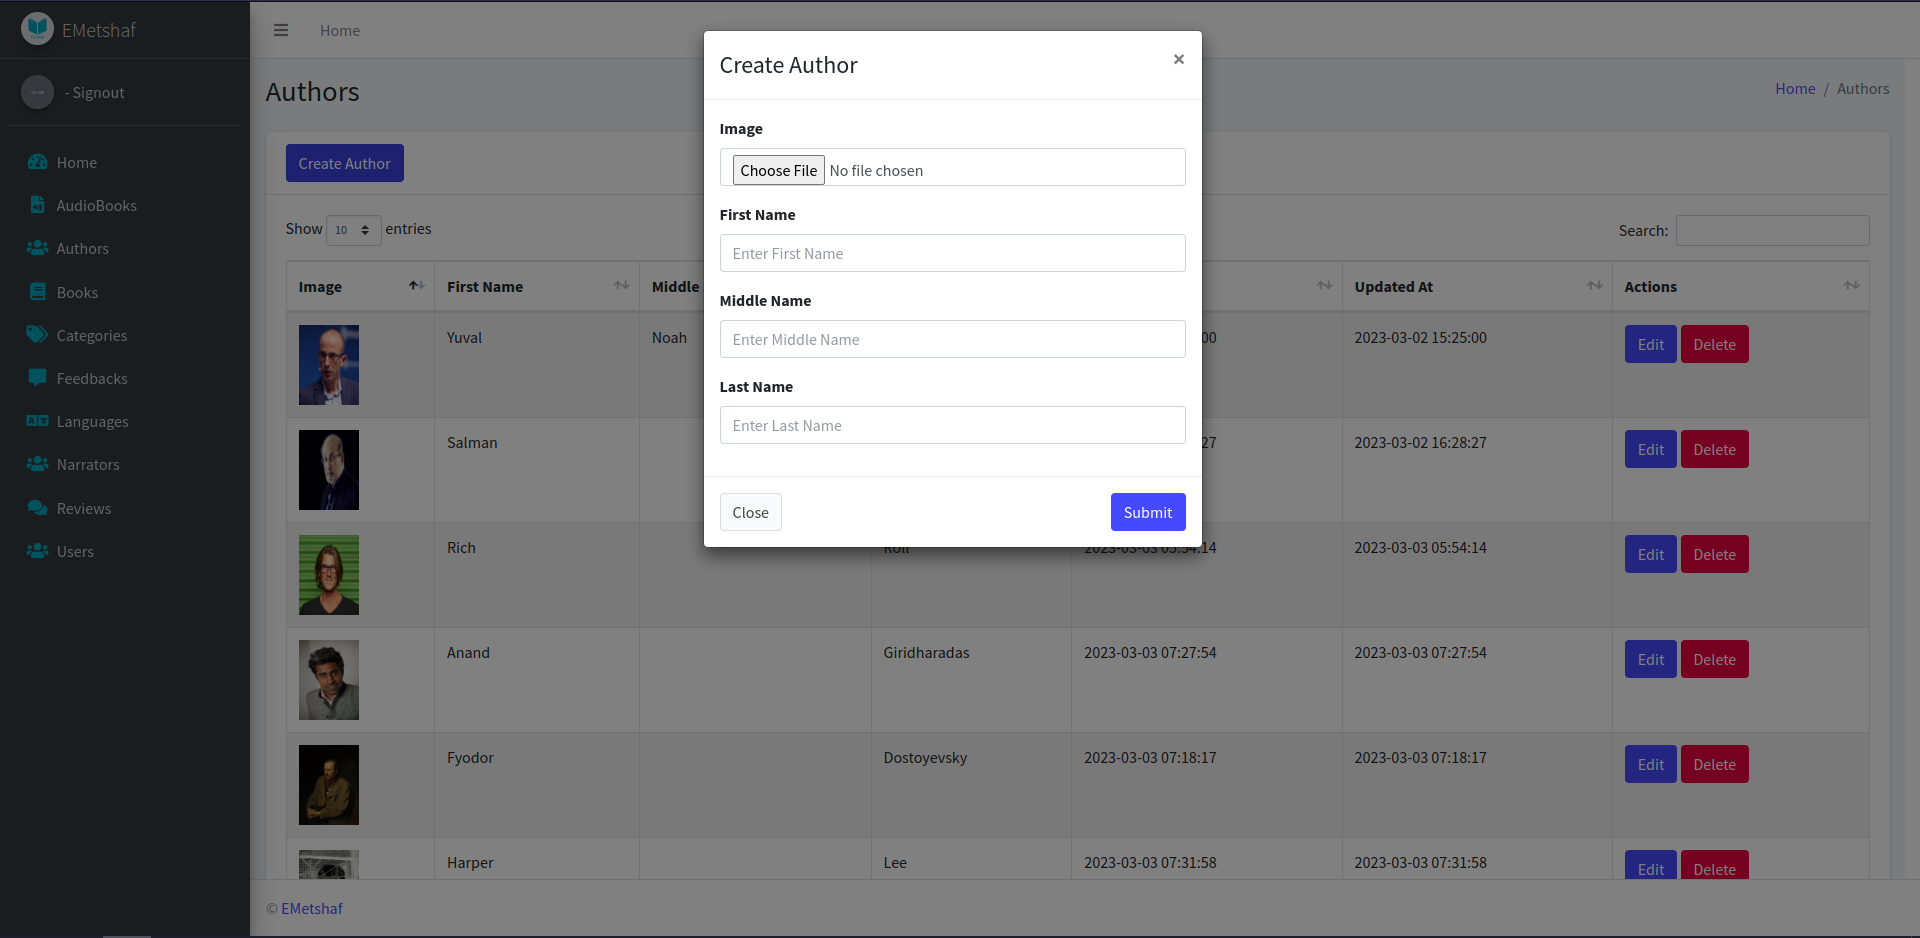 EMetshaf
- Signout
Home
AudioBooks
Authors
Books
Categories
Feedbacks
Languages
Narrators
Reviews
Users
Home
Authors
Home / Authors
Create Author
Show 10 entries
Search:
Image First Name Middle Updated At Actions
Yuval Noah 00 2023-03-02 15:25:00 Edit Delete
Salman 27 2023-03-02 16:28:27 Edit Delete
Rich Roll 2023-03-03 05:54:14 2023-03-03 05:54:14 Edit Delete
Anand Giridharadas 2023-03-03 07:27:54 2023-03-03 07:27:54 Edit Delete
Fyodor Dostoyevsky 2023-03-03 07:18:17 2023-03-03 07:18:17 Edit Delete
Harper Lee 2023-03-03 07:31:58 2023-03-03 07:31:58 Edit Delete
© EMetshaf
Create Author ×
Image
Choose File No file chosen
First Name
Enter First Name
Middle Name
Enter Middle Name
Last Name
Enter Last Name
Close Submit